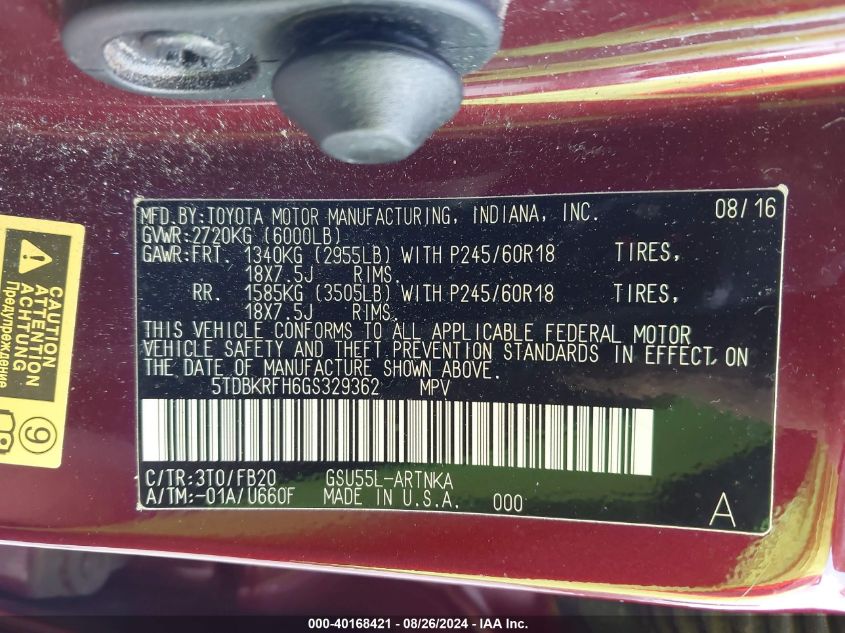 MFD.BY:TOYOTA MOTOR MANUFACTURING, INDIANA, INC. 08/16
GVWR:2720KG (6000LB)
GAWR:FRT. 1340KG (2955LB) WITH P245/60R18 TIRES,
18X7.5J RIMS.
RR. 1585KG (3505LB) WITH P245/60R18 TIRES,
18X7.5J RIMS.
THIS VEHICLE CONFORMS TO ALL APPLICABLE FEDERAL MOTOR
VEHICLE SAFETY AND THEFT PREVENTION STANDARDS IN EFFECT ON
THE DATE OF MANUFACTURE SHOWN ABOVE.
5TDBKRFH6GS329362 MPV
C/TR:3T0/FB20 GSU55L-ARTNKA
A/TM:-01A/U660F MADE IN U.S.A. 000 A
CAUTION
ATTENTION
ACHTUNG
Предупреждение
9
000-40168421 - 08/26/2024 - IAA Inc.